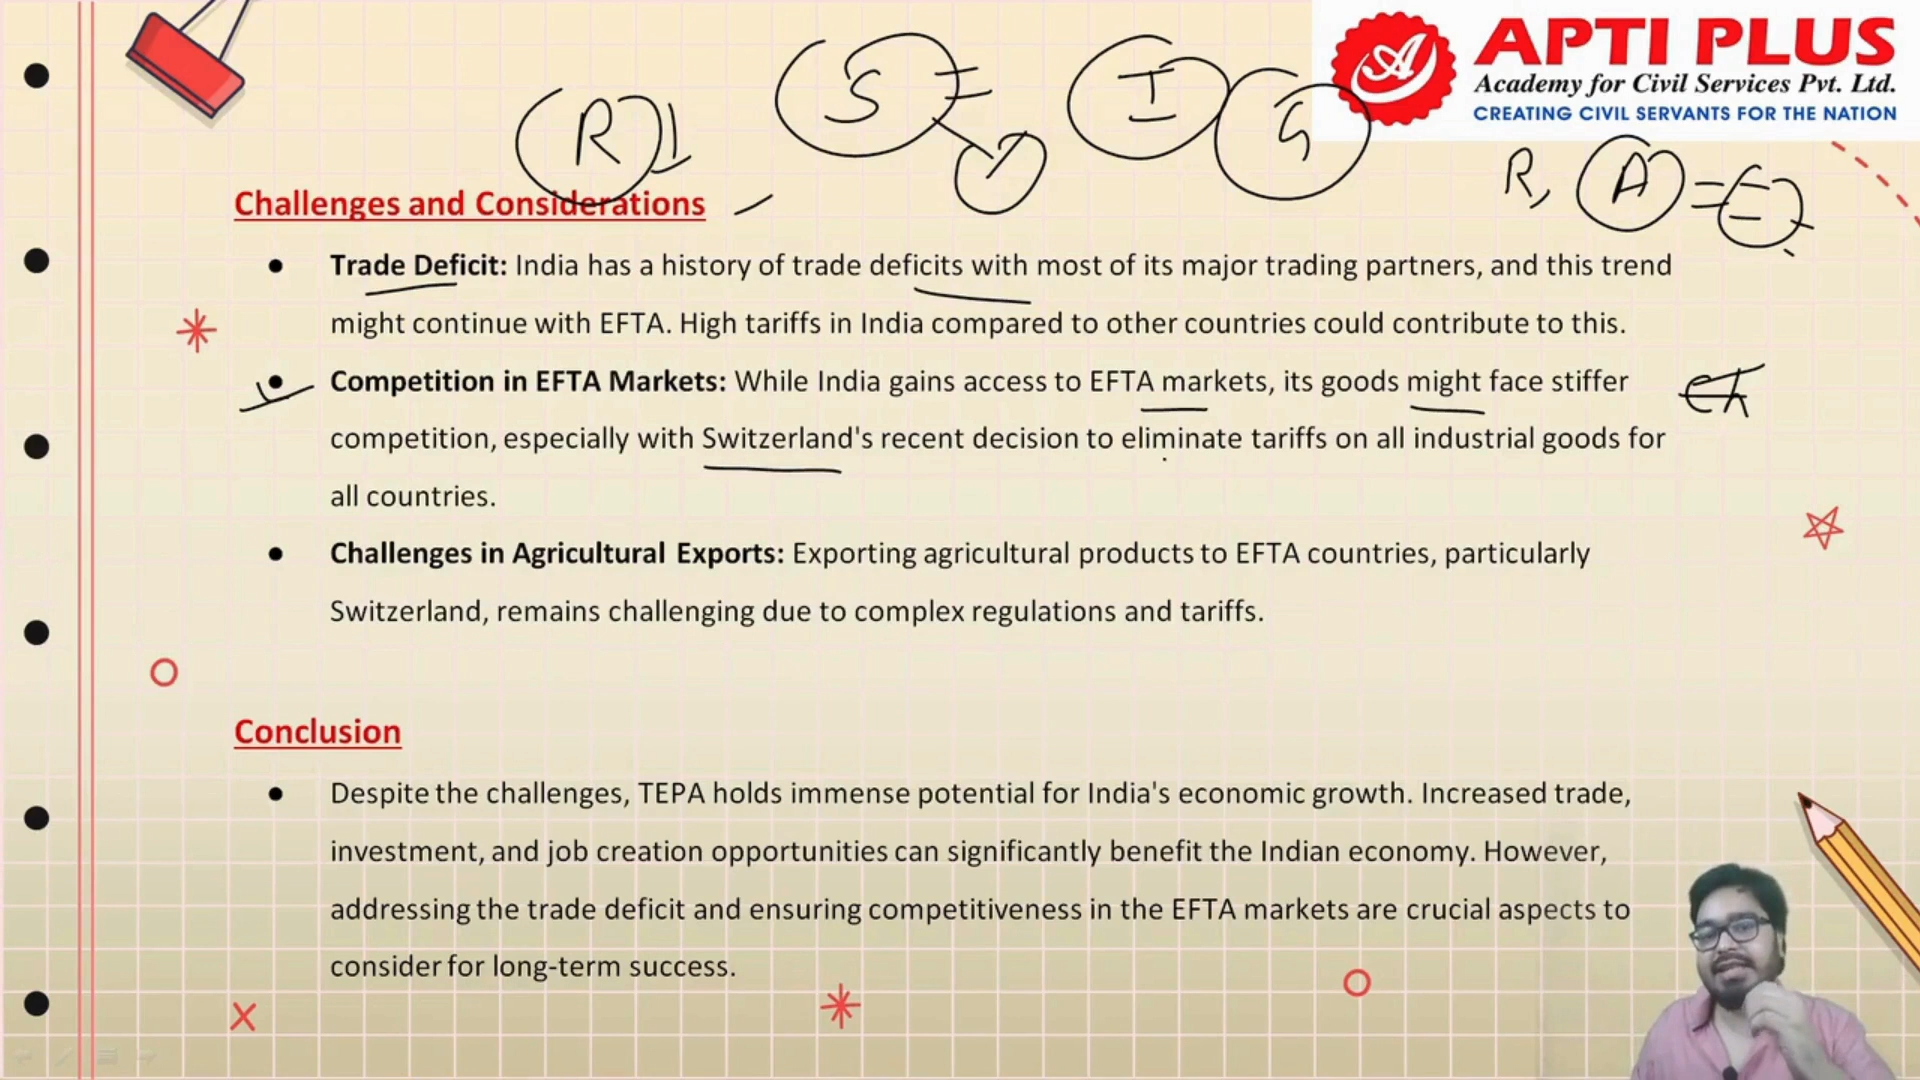 APTI PLUS
Academy for Civil Services Pvt. Ltd.
CREATING CIVIL SERVANTS FOR THE NATION
R
S
I
R, A =
Challenges and Considerations
Trade Deficit: India has a history of trade deficits with most of its major trading partners, and this trend
might continue with EFTA. High tariffs in India compared to other countries could contribute to this.
Competition in EFTA Markets: While India gains access to EFTA markets, its goods might face stiffer
competition, especially with Switzerland's recent decision to eliminate tariffs on all industrial goods for
all countries.
Challenges in Agricultural Exports: Exporting agricultural products to EFTA countries, particularly
Switzerland, remains challenging due to complex regulations and tariffs.
Conclusion
Despite the challenges, TEPA holds immense potential for India's economic growth. Increased trade,
investment, and job creation opportunities can significantly benefit the Indian economy. However,
addressing the trade deficit and ensuring competitiveness in the EFTA markets are crucial aspects to
consider for long-term success.